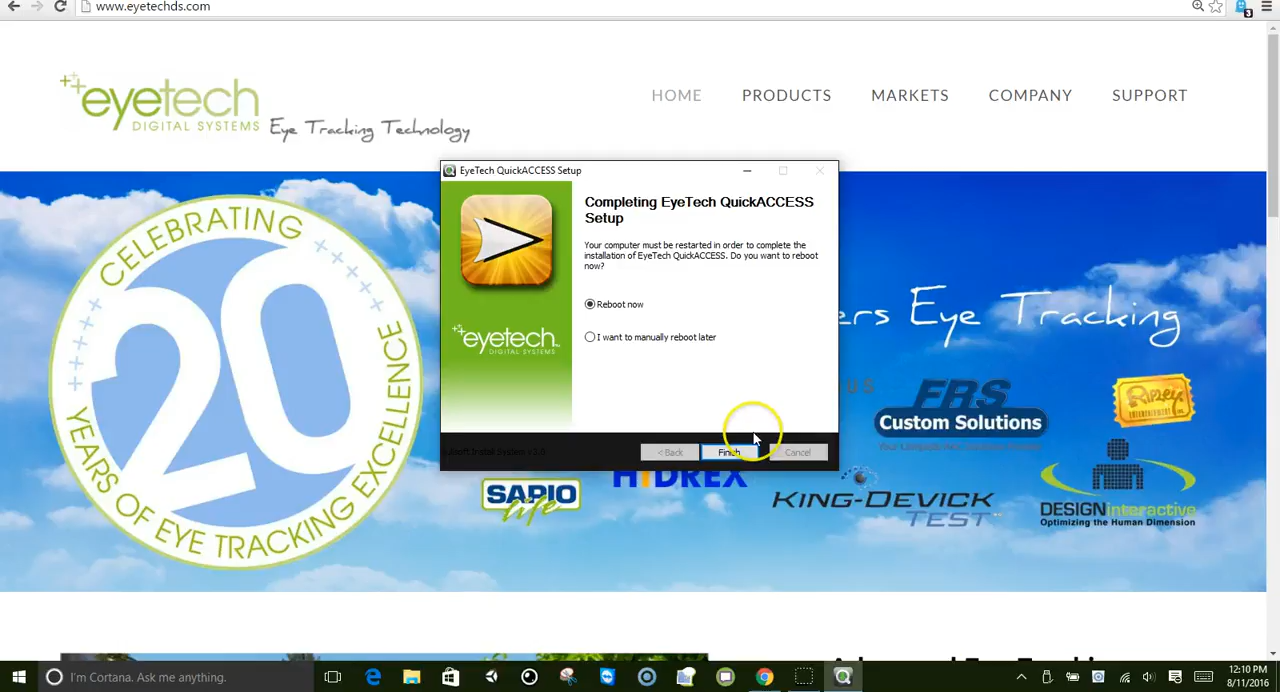 www.eyetechds.com
3
eyetech
DIGITAL SYSTEMS
Eye Tracking Technology
HOME
PRODUCTS
MARKETS
COMPANY
SUPPORT
EyeTech QuickACCESS Setup
Completing EyeTech QuickACCESS
Setup
Your computer must be restarted in order to complete the
installation of EyeTech QuickACCESS. Do you want to reboot
now?
Reboot now
I want to manually reboot later
eyetech
DIGITAL SYSTEMS
< Back
Finish
Cancel
CELEBRATING
20
YEARS OF EYE TRACKING EXCELLENCE
ers Eye Tracking
US
Custom Solutions
RIPLEY
SAPIO
life
HYDREX
KING-DEVICK
TEST
DESIGNinteractive
Optimizing the Human Dimension
I'm Cortana. Ask me anything.
12:10 PM
8/11/2016